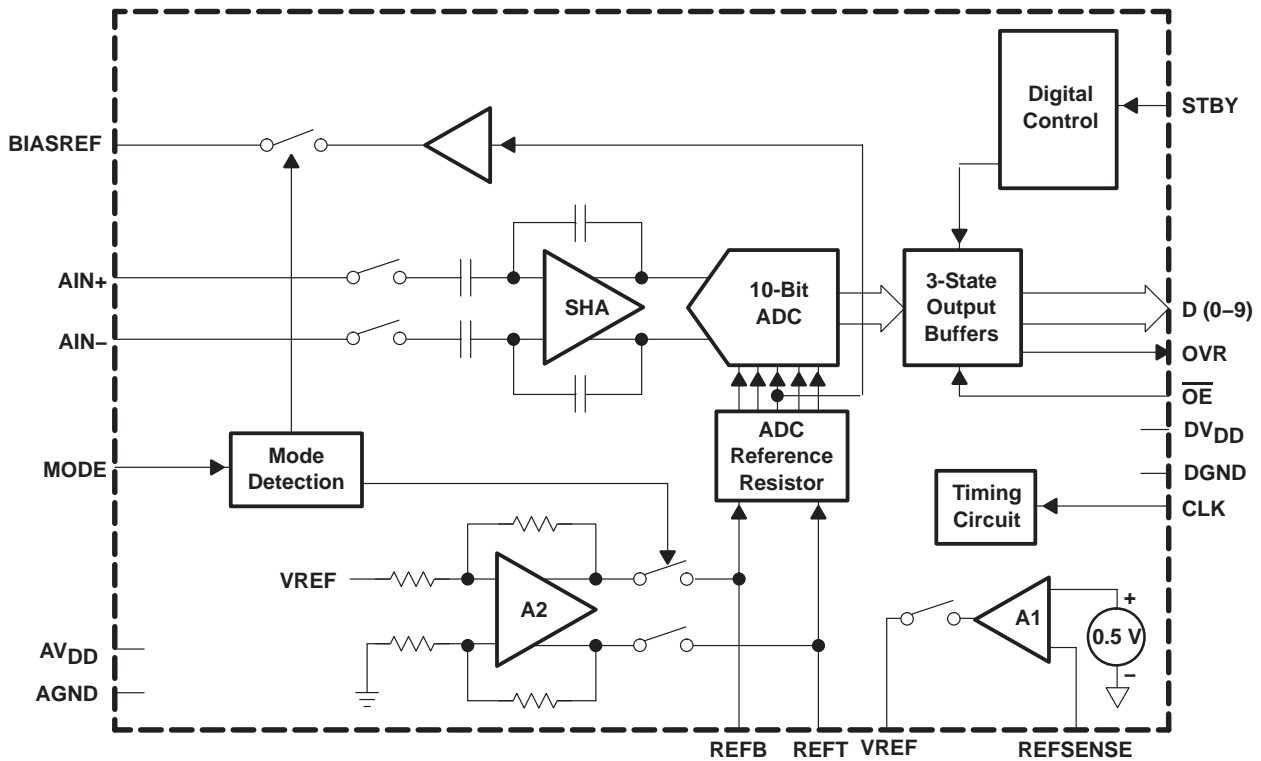 Digital
Control
STBY
BIASREF
AIN+
SHA
10-Bit
ADC
3-State
Output
Buffers
D (0–9)
AIN–
OVR
OE
ADC
Reference
Resistor
DVDD
MODE
Mode
Detection
DGND
Timing
Circuit
CLK
VREF
A2
A1
+
0.5 V
–
AVDD
AGND
REFB
REFT
VREF
REFSENSE